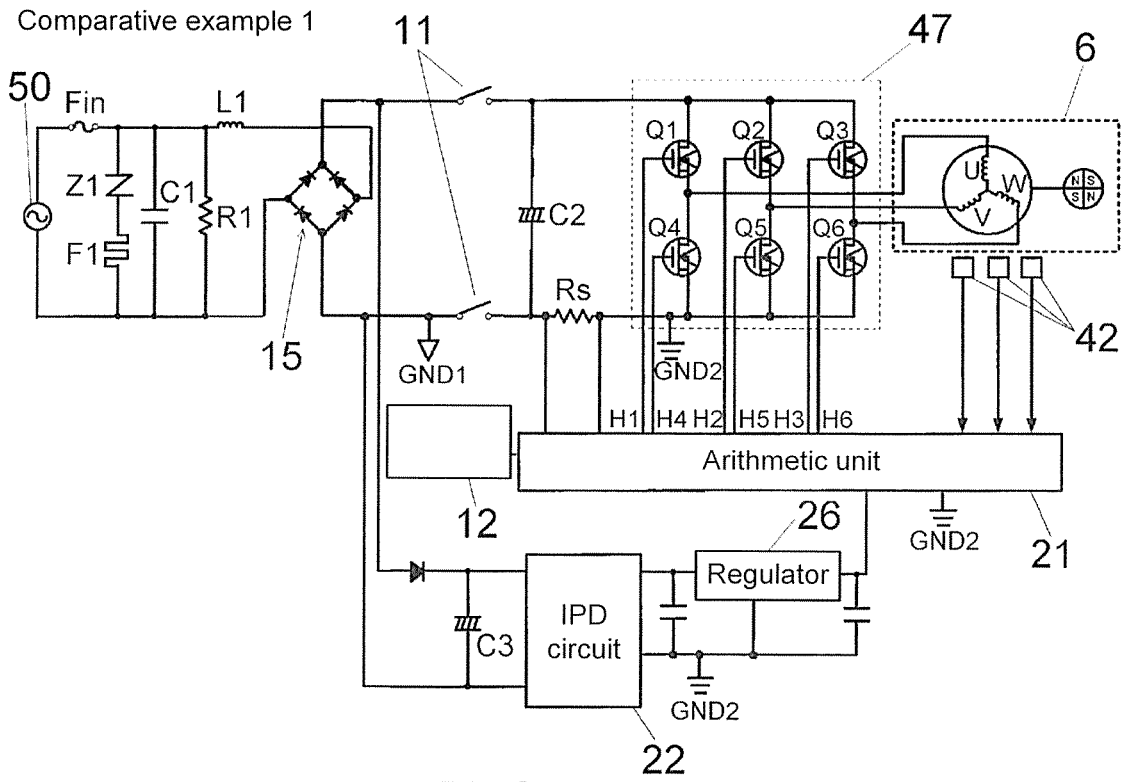 Comparative example 1
11
47
6
50
Fin
L1
Q1
Q2
Q3
Z1
C1
R1
F1
C2
U
W
V
N
S
S
N
Q4
Q5
Q6
Rs
15
GND1
GND2
42
H1
H4
H2
H5
H3
H6
Arithmetic unit
12
26
GND2
21
Regulator
IPD
circuit
C3
GND2
22